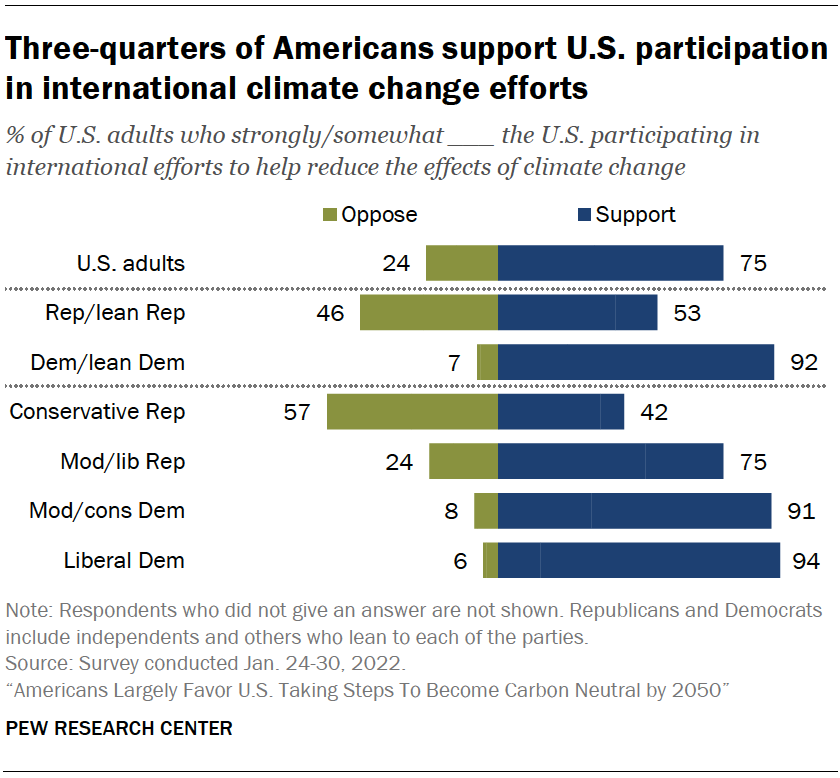 Three-quarters of Americans support U.S. participation
in international climate change efforts
% of U.S. adults who strongly/somewhat ___ the U.S. participating in
international efforts to help reduce the effects of climate change
Oppose Support
U.S. adults 24 75
Rep/lean Rep 46 53
Dem/lean Dem 7 92
Conservative Rep 57 42
Mod/lib Rep 24 75
Mod/cons Dem 8 91
Liberal Dem 6 94
Note: Respondents who did not give an answer are not shown. Republicans and Democrats
include independents and others who lean to each of the parties.
Source: Survey conducted Jan. 24-30, 2022.
“Americans Largely Favor U.S. Taking Steps To Become Carbon Neutral by 2050”
PEW RESEARCH CENTER